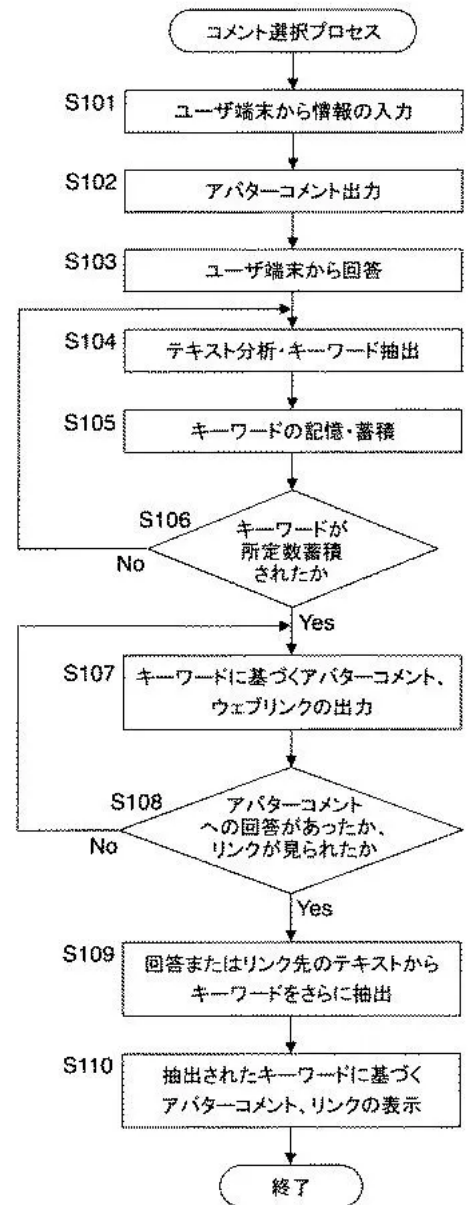 コメント選択プロセス
S101
ユーザ端末から情報の入力
S102
アバターコメント出力
S103
ユーザ端末から回答
S104
テキスト分析・キーワード抽出
S105
キーワードの記憶・蓄積
S106
キーワードが
所定数蓄積
されたか
No
Yes
S107
キーワードに基づくアバターコメント、
ウェブリンクの出力
S108
アバターコメント
への回答があったか、
リンクが見られたか
No
Yes
S109
回答またはリンク先のテキストから
キーワードをさらに抽出
S110
抽出されたキーワードに基づく
アバターコメント、リンクの表示
終了